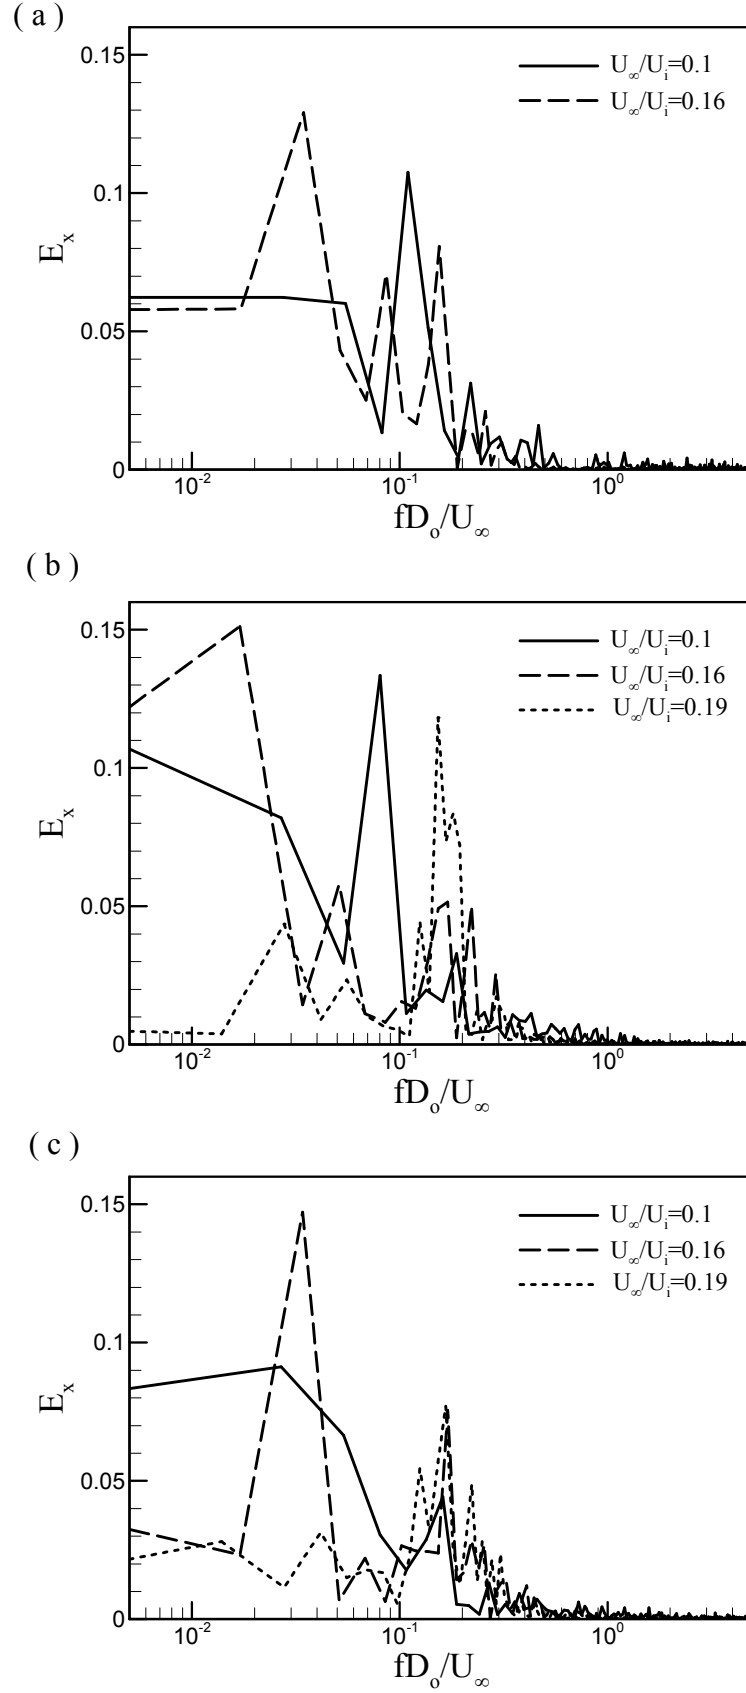 ( a )
0.15
U∞/Ui=0.1
U∞/Ui=0.16
0.1
Ex
0.05
0
10-2 10-1 100
fDo/U∞
( b )
0.15
U∞/Ui=0.1
U∞/Ui=0.16
U∞/Ui=0.19
0.1
Ex
0.05
0
10-2 10-1 100
fDo/U∞
( c )
0.15
U∞/Ui=0.1
U∞/Ui=0.16
U∞/Ui=0.19
0.1
Ex
0.05
0
10-2 10-1 100
fDo/U∞